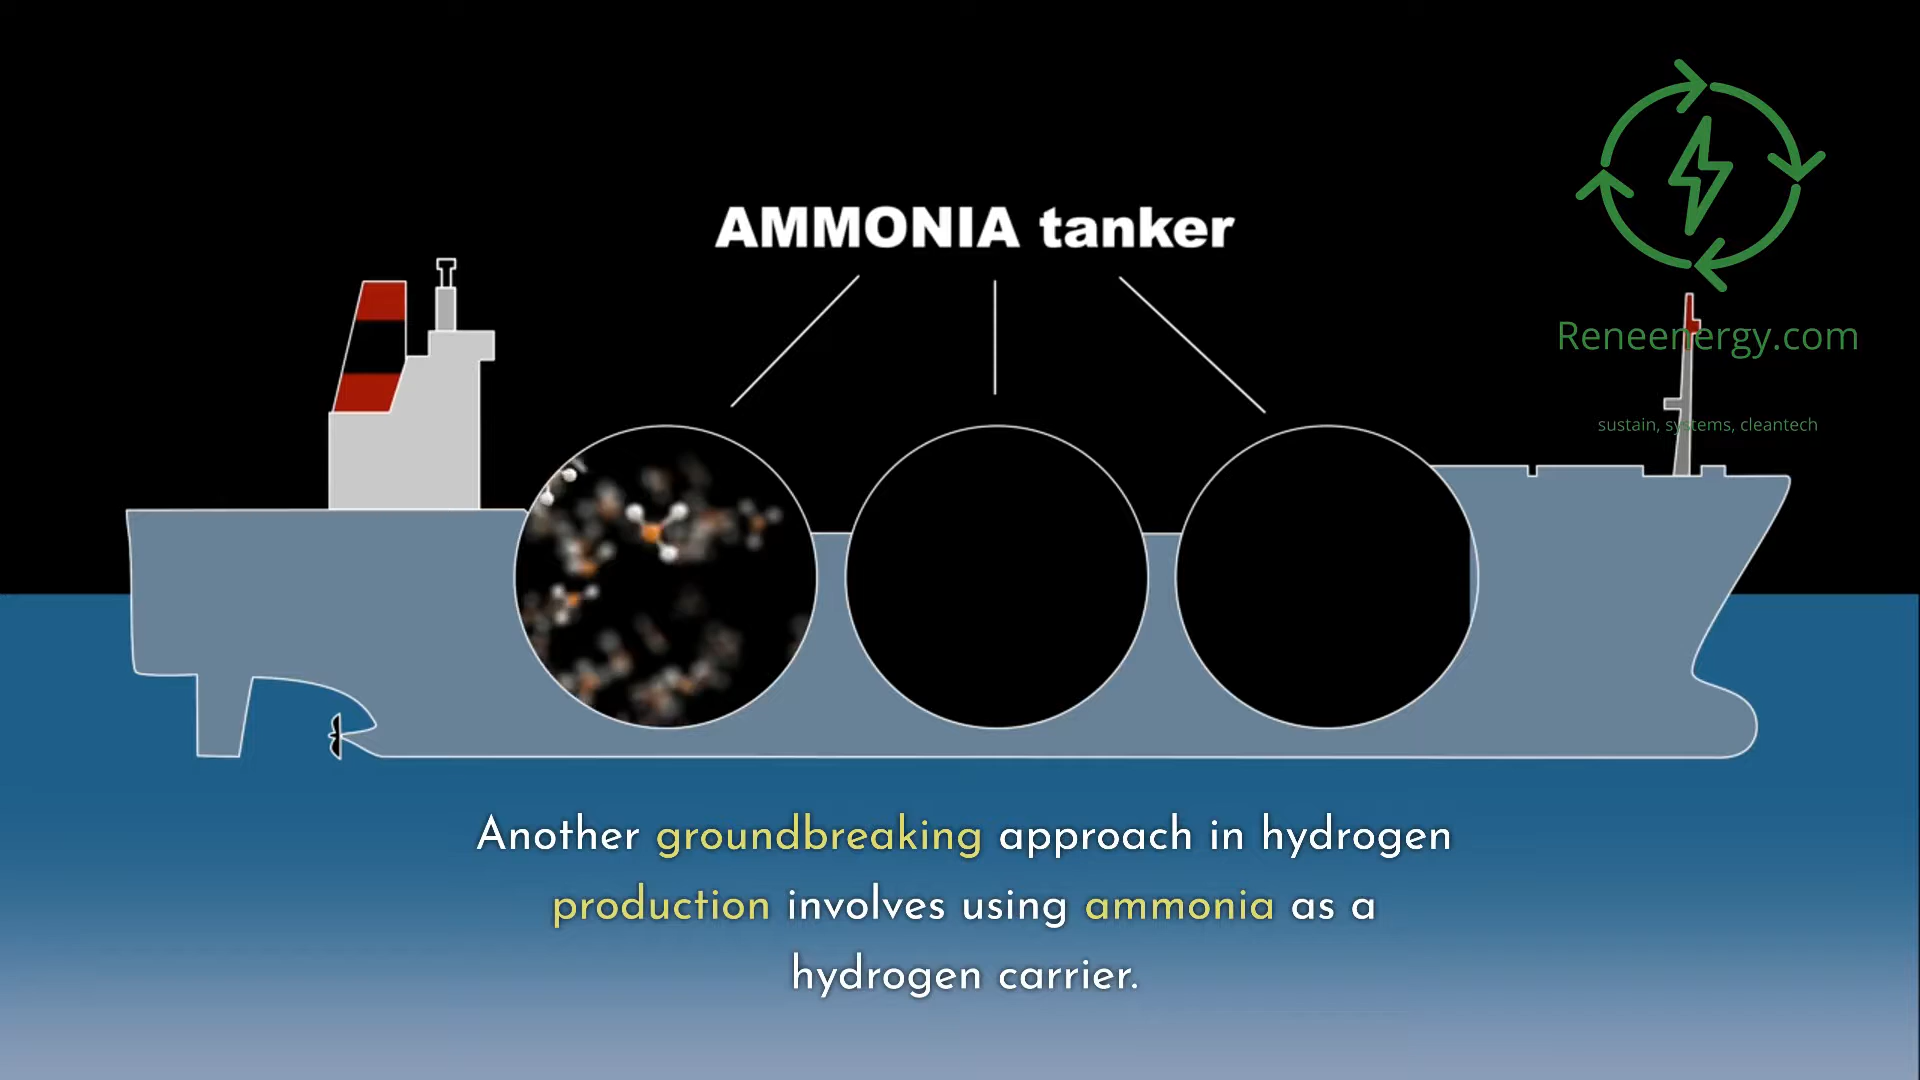 AMMONIA tanker
Reneenergy.com
sustain, systems, cleantech
Another groundbreaking approach in hydrogen
production involves using ammonia as a
hydrogen carrier.